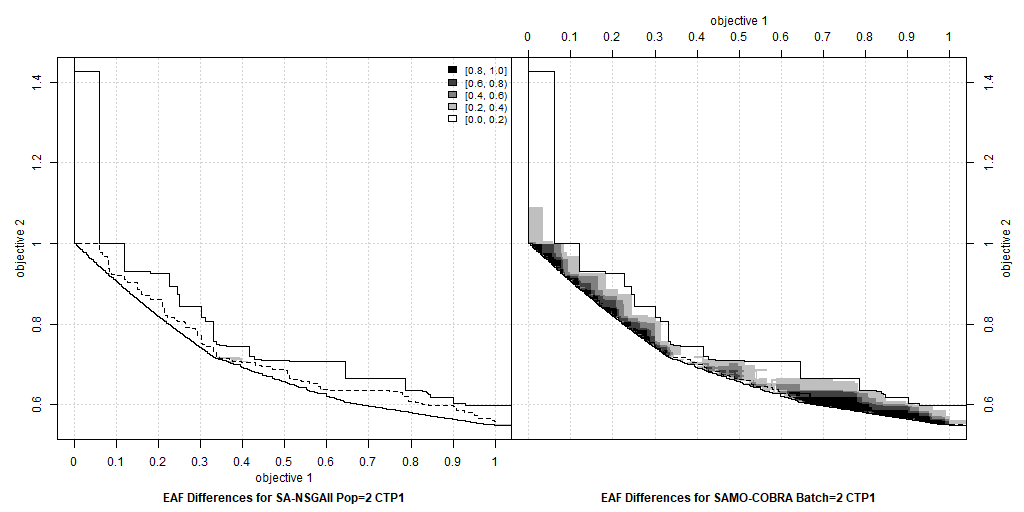 objective 1
0 0.1 0.2 0.3 0.4 0.5 0.6 0.7 0.8 0.9 1
[0.8, 1.0]
[0.6, 0.8)
[0.4, 0.6)
[0.2, 0.4)
[0.0, 0.2)
1.4
1.2
1
0.8
0.6
objective 2
1.4
1.2
1
0.8
0.6
objective 2
0 0.1 0.2 0.3 0.4 0.5 0.6 0.7 0.8 0.9 1
objective 1
EAF Differences for SA-NSGAII Pop=2 CTP1
EAF Differences for SAMO-COBRA Batch=2 CTP1